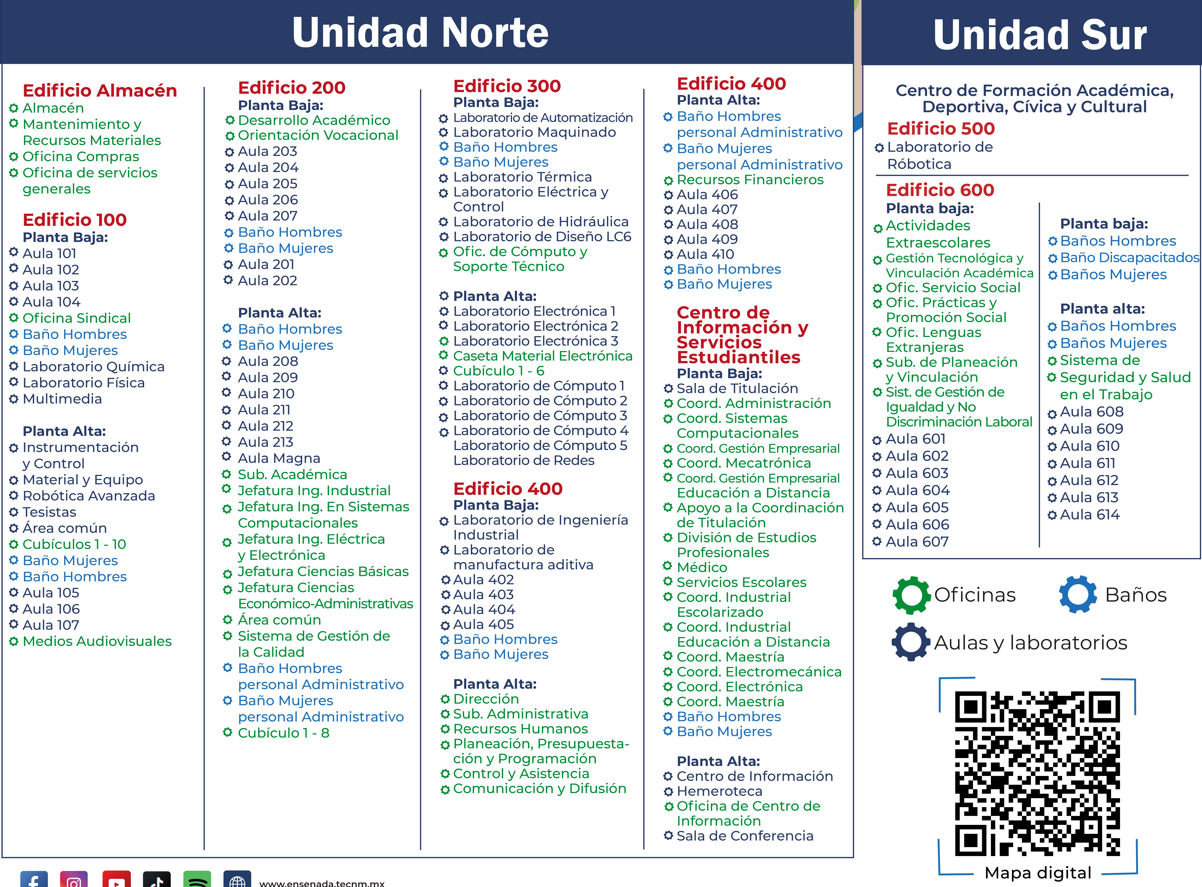 Unidad Norte
Edificio Almacén
Almacén
Mantenimiento y
Recursos Materiales
Oficina Compras
Oficina de servicios
generales
Edificio 100
Planta Baja:
Aula 101
Aula 102
Aula 103
Aula 104
Oficina Sindical
Baño Hombres
Baño Mujeres
Laboratorio Química
Laboratorio Física
Multimedia
Planta Alta:
Instrumentación
y Control
Material y Equipo
Robótica Avanzada
Tesistas
Área común
Cubículos 1 - 10
Baño Mujeres
Baño Hombres
Aula 105
Aula 106
Aula 107
Medios Audiovisuales
Edificio 200
Planta Baja:
Desarrollo Académico
Orientación Vocacional
Aula 203
Aula 204
Aula 205
Aula 206
Aula 207
Baño Hombres
Baño Mujeres
Aula 201
Aula 202
Planta Alta:
Baño Hombres
Baño Mujeres
Aula 208
Aula 209
Aula 210
Aula 211
Aula 212
Aula 213
Aula Magna
Sub. Académica
Jefatura Ing. Industrial
Jefatura Ing. En Sistemas
Computacionales
Jefatura Ing. Eléctrica
y Electrónica
Jefatura Ciencias Básicas
Jefatura Ciencias
Económico-Administrativas
Área común
Sistema de Gestión de
la Calidad
Baño Hombres
personal Administrativo
Baño Mujeres
personal Administrativo
Cubículo 1 - 8
Edificio 300
Planta Baja:
Laboratorio de Automatización
Laboratorio Maquinado
Baño Hombres
Baño Mujeres
Laboratorio Térmica
Laboratorio Eléctrica y
Control
Laboratorio de Hidráulica
Laboratorio de Diseño LC6
Ofic. de Cómputo y
Soporte Técnico
Planta Alta:
Laboratorio Electrónica 1
Laboratorio Electrónica 2
Laboratorio Electrónica 3
Caseta Material Electrónica
Cubículo 1 - 6
Laboratorio de Cómputo 1
Laboratorio de Cómputo 2
Laboratorio de Cómputo 3
Laboratorio de Cómputo 4
Laboratorio de Cómputo 5
Laboratorio de Redes
Edificio 400
Planta Baja:
Laboratorio de Ingeniería
Industrial
Laboratorio de
manufactura aditiva
Aula 402
Aula 403
Aula 404
Aula 405
Baño Hombres
Baño Mujeres
Planta Alta:
Dirección
Sub. Administrativa
Recursos Humanos
Planeación, Presupuesta-
ción y Programación
Control y Asistencia
Comunicación y Difusión
Edificio 400
Planta Alta:
Baño Hombres
personal Administrativo
Baño Mujeres
personal Administrativo
Recursos Financieros
Aula 406
Aula 407
Aula 408
Aula 409
Aula 410
Baño Hombres
Baño Mujeres
Centro de
Información y
Servicios
Estudiantiles
Planta Baja:
Sala de Titulación
Coord. Administración
Coord. Sistemas
Computacionales
Coord. Gestión Empresarial
Coord. Mecatrónica
Coord. Gestión Empresarial
Educación a Distancia
Apoyo a la Coordinación
de Titulación
División de Estudios
Profesionales
Médico
Servicios Escolares
Coord. Industrial
Escolarizado
Coord. Industrial
Educación a Distancia
Coord. Maestría
Coord. Electromecánica
Coord. Electrónica
Coord. Maestría
Baño Hombres
Baño Mujeres
Planta Alta:
Centro de Información
Hemeroteca
Oficina de Centro de
Información
Sala de Conferencia
Unidad Sur
Centro de Formación Académica,
Deportiva, Cívica y Cultural
Edificio 500
Laboratorio de
Róbotica
Edificio 600
Planta baja:
Actividades
Extraescolares
Gestión Tecnológica y
Vinculación Académica
Ofic. Servicio Social
Ofic. Prácticas y
Promoción Social
Ofic. Lenguas
Extranjeras
Sub. de Planeación
y Vinculación
Sist. de Gestión de
Igualdad y No
Discriminación Laboral
Aula 601
Aula 602
Aula 603
Aula 604
Aula 605
Aula 606
Aula 607
Planta baja:
Baños Hombres
Baño Discapacitados
Baños Mujeres
Planta alta:
Baños Hombres
Baños Mujeres
Sistema de
Seguridad y Salud
en el Trabajo
Aula 608
Aula 609
Aula 610
Aula 611
Aula 612
Aula 613
Aula 614
Oficinas
Baños
Aulas y laboratorios
Mapa digital
www.ensenada.tecnm.mx